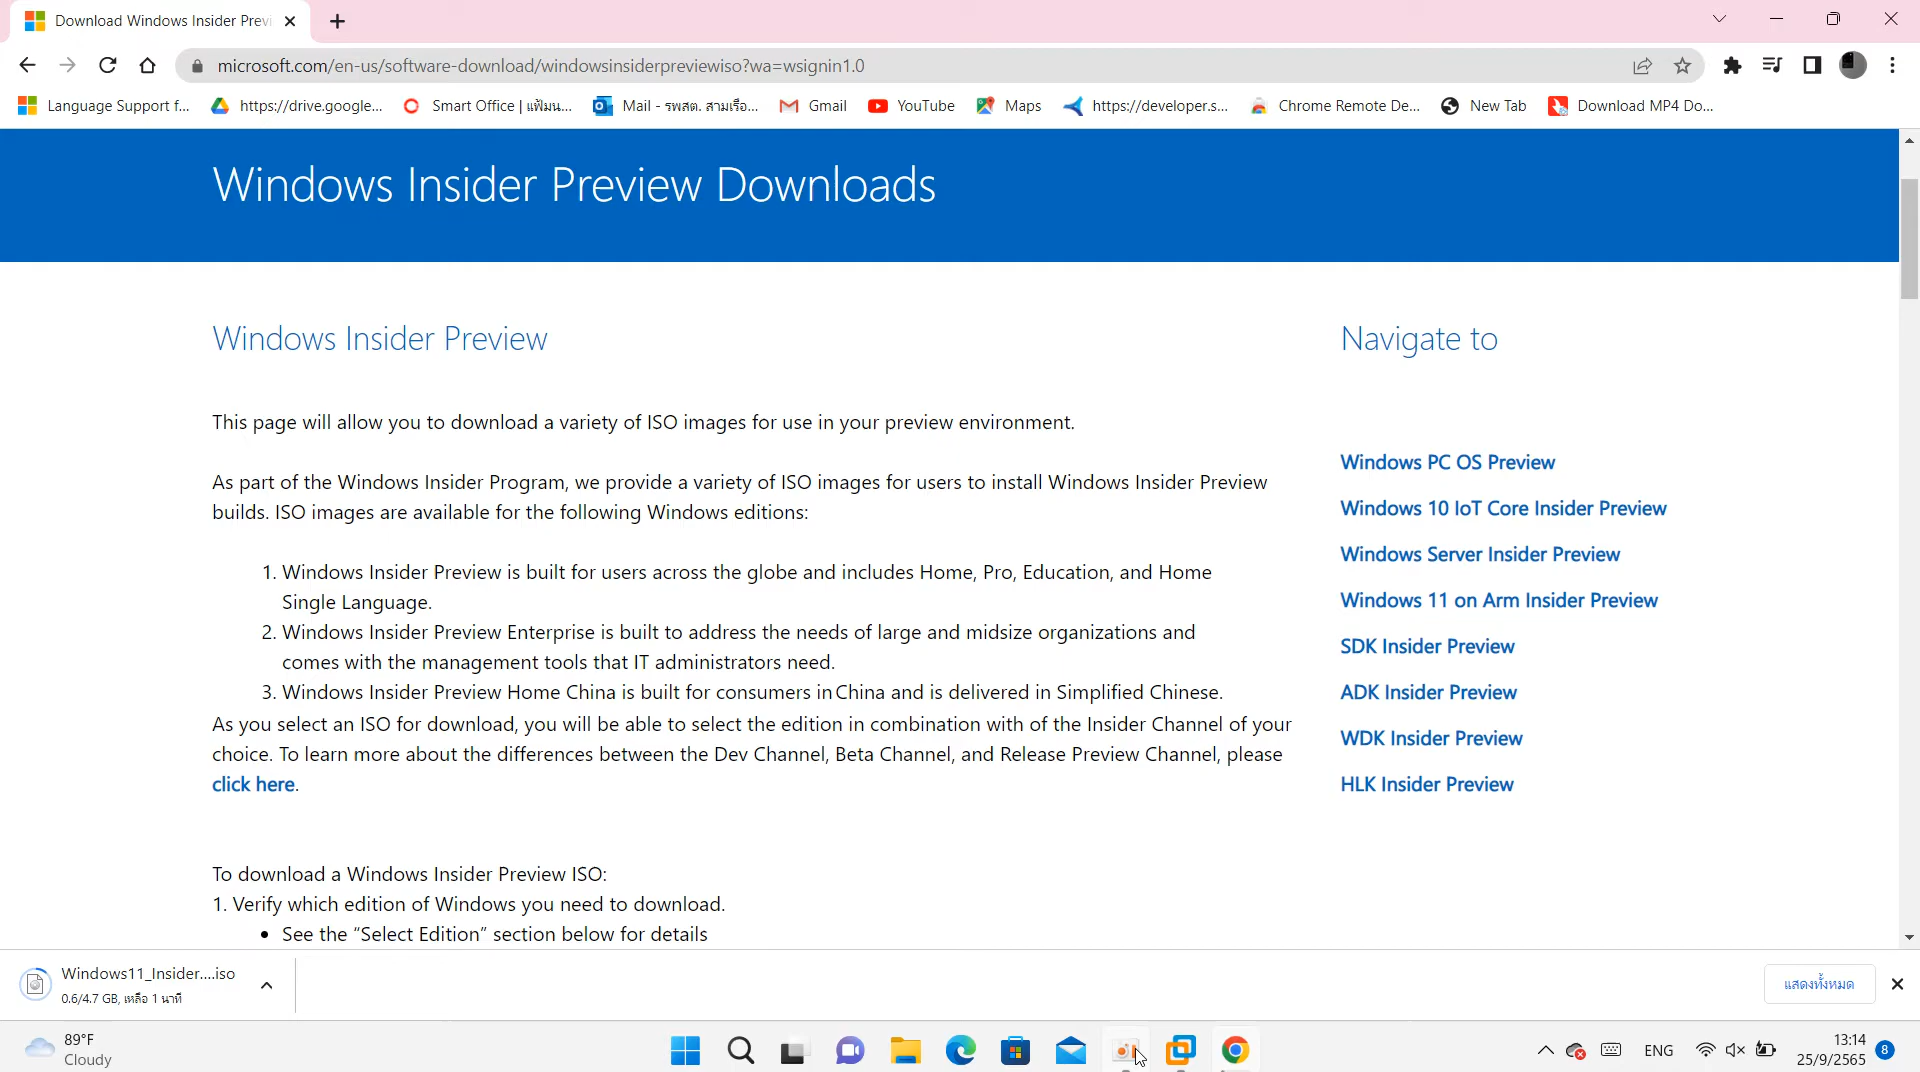 Download Windows Insider Previ
microsoft.com/en-us/software-download/windowsinsiderpreviewiso?wa=wsignin1.0
Language Support f... https://drive.google... Smart Office | แฟ้มน... Mail - รพสต. สามเรือ... Gmail YouTube Maps https://developer.s... Chrome Remote De... New Tab Download MP4 Do...
Windows Insider Preview Downloads
Windows Insider Preview
This page will allow you to download a variety of ISO images for use in your preview environment.
As part of the Windows Insider Program, we provide a variety of ISO images for users to install Windows Insider Preview
builds. ISO images are available for the following Windows editions:
1. Windows Insider Preview is built for users across the globe and includes Home, Pro, Education, and Home
Single Language.
2. Windows Insider Preview Enterprise is built to address the needs of large and midsize organizations and
comes with the management tools that IT administrators need.
3. Windows Insider Preview Home China is built for consumers in China and is delivered in Simplified Chinese.
As you select an ISO for download, you will be able to select the edition in combination with of the Insider Channel of your
choice. To learn more about the differences between the Dev Channel, Beta Channel, and Release Preview Channel, please
click here.
To download a Windows Insider Preview ISO:
1. Verify which edition of Windows you need to download.
• See the “Select Edition” section below for details
Navigate to
Windows PC OS Preview
Windows 10 IoT Core Insider Preview
Windows Server Insider Preview
Windows 11 on Arm Insider Preview
SDK Insider Preview
ADK Insider Preview
WDK Insider Preview
HLK Insider Preview
Windows11_Insider....iso
0.6/4.7 GB, เหลือ 1 นาที
แสดงทั้งหมด
89°F
Cloudy
ENG
13:14
25/9/2565
8